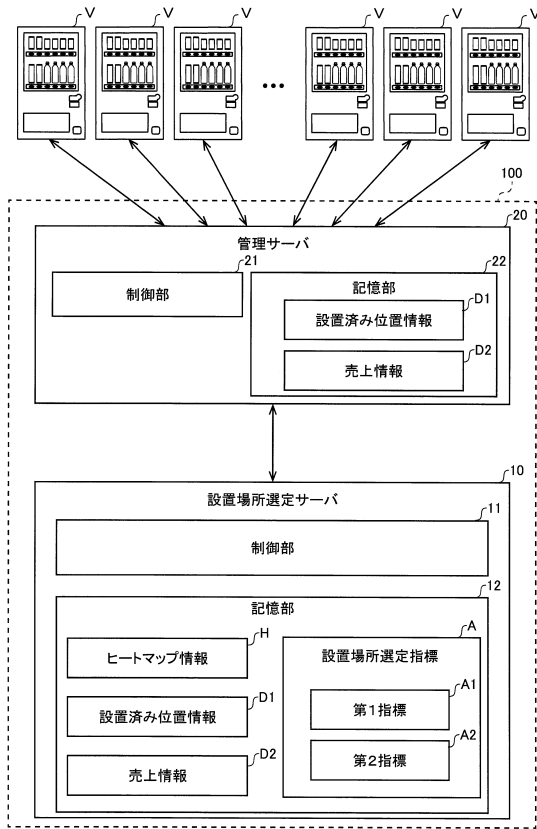 V V V V V V
...
100
20
管理サーバ
21
制御部
22
記憶部
D1
設置済み位置情報
D2
売上情報
10
設置場所選定サーバ
11
制御部
12
記憶部
H
ヒートマップ情報
D1
設置済み位置情報
D2
売上情報
A
設置場所選定指標
A1
第1指標
A2
第2指標